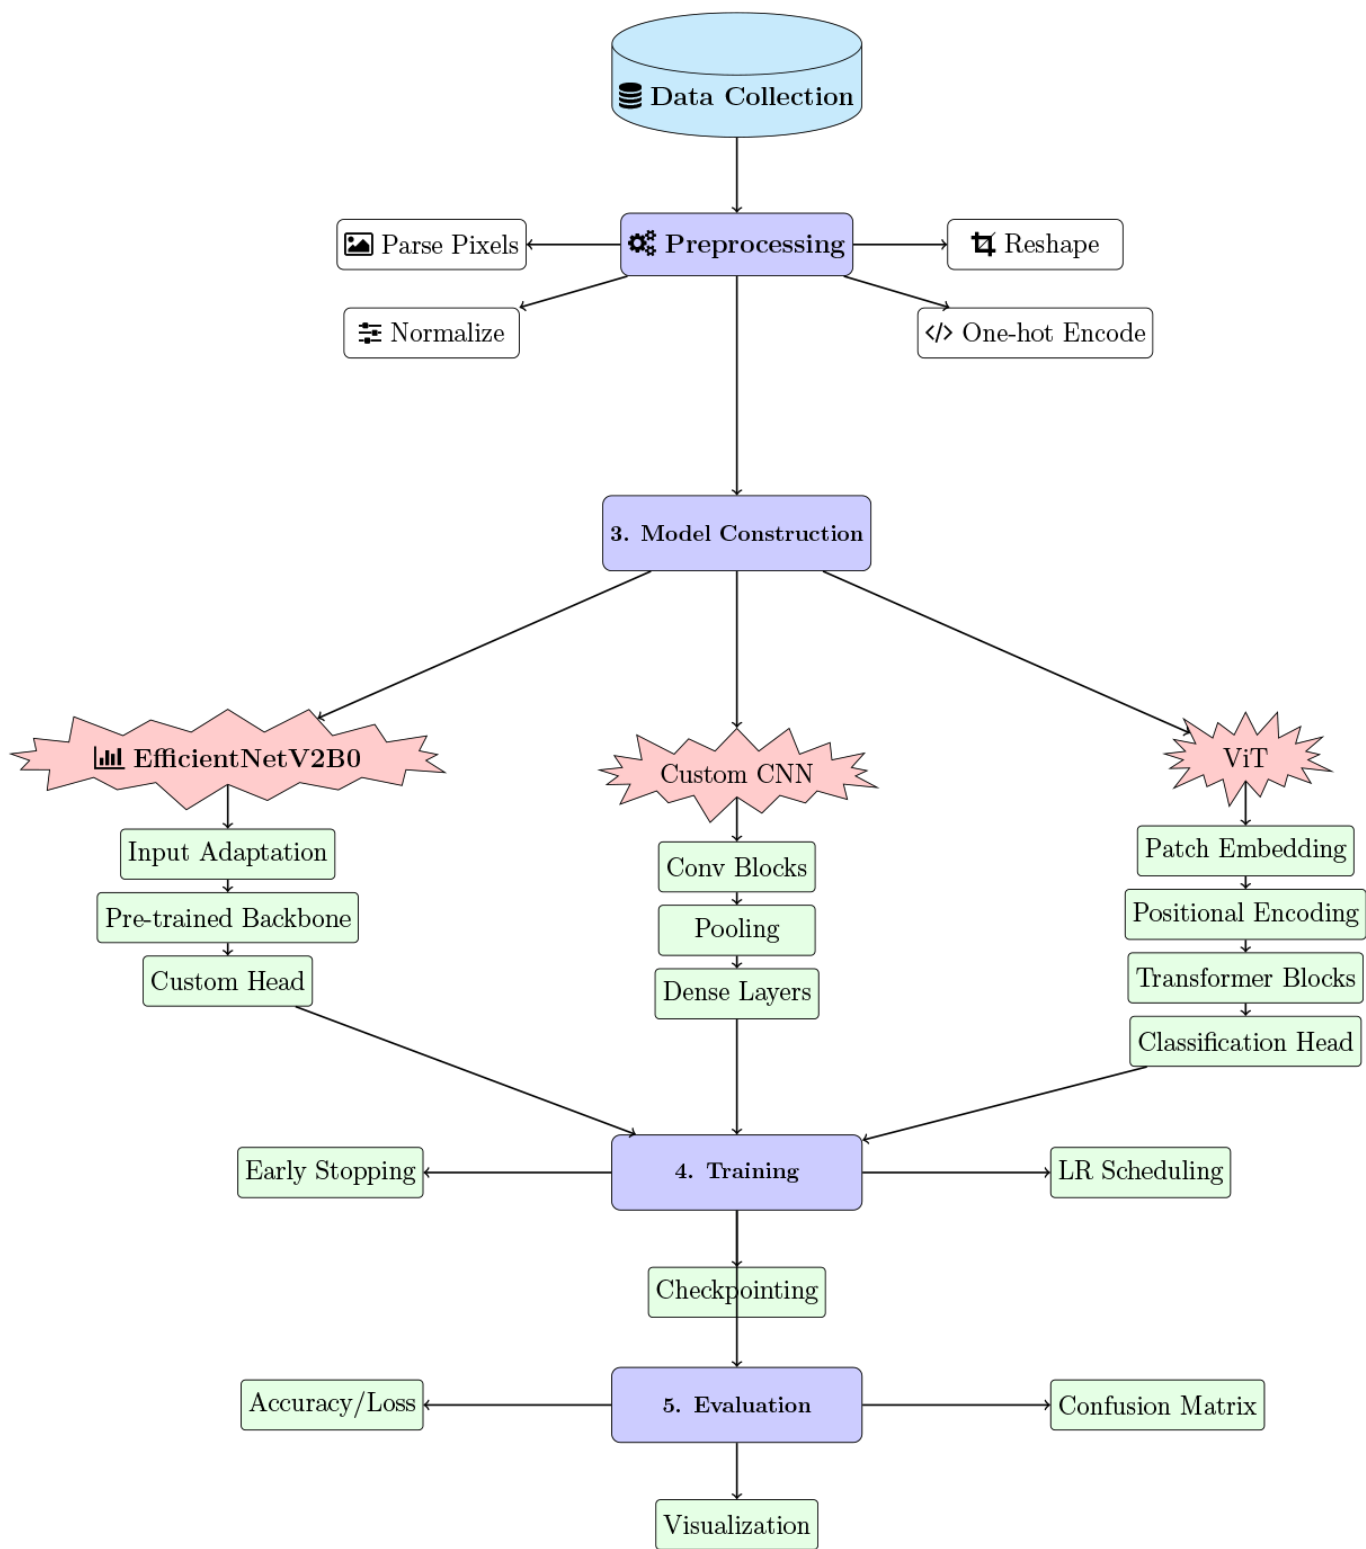 Data Collection
Parse Pixels
Preprocessing
Reshape
Normalize
</> One-hot Encode
3. Model Construction
EfficientNetV2B0
Custom CNN
ViT
Input Adaptation
Conv Blocks
Patch Embedding
Pre-trained Backbone
Pooling
Positional Encoding
Custom Head
Dense Layers
Transformer Blocks
Classification Head
Early Stopping
4. Training
LR Scheduling
Checkpointing
Accuracy/Loss
5. Evaluation
Confusion Matrix
Visualization